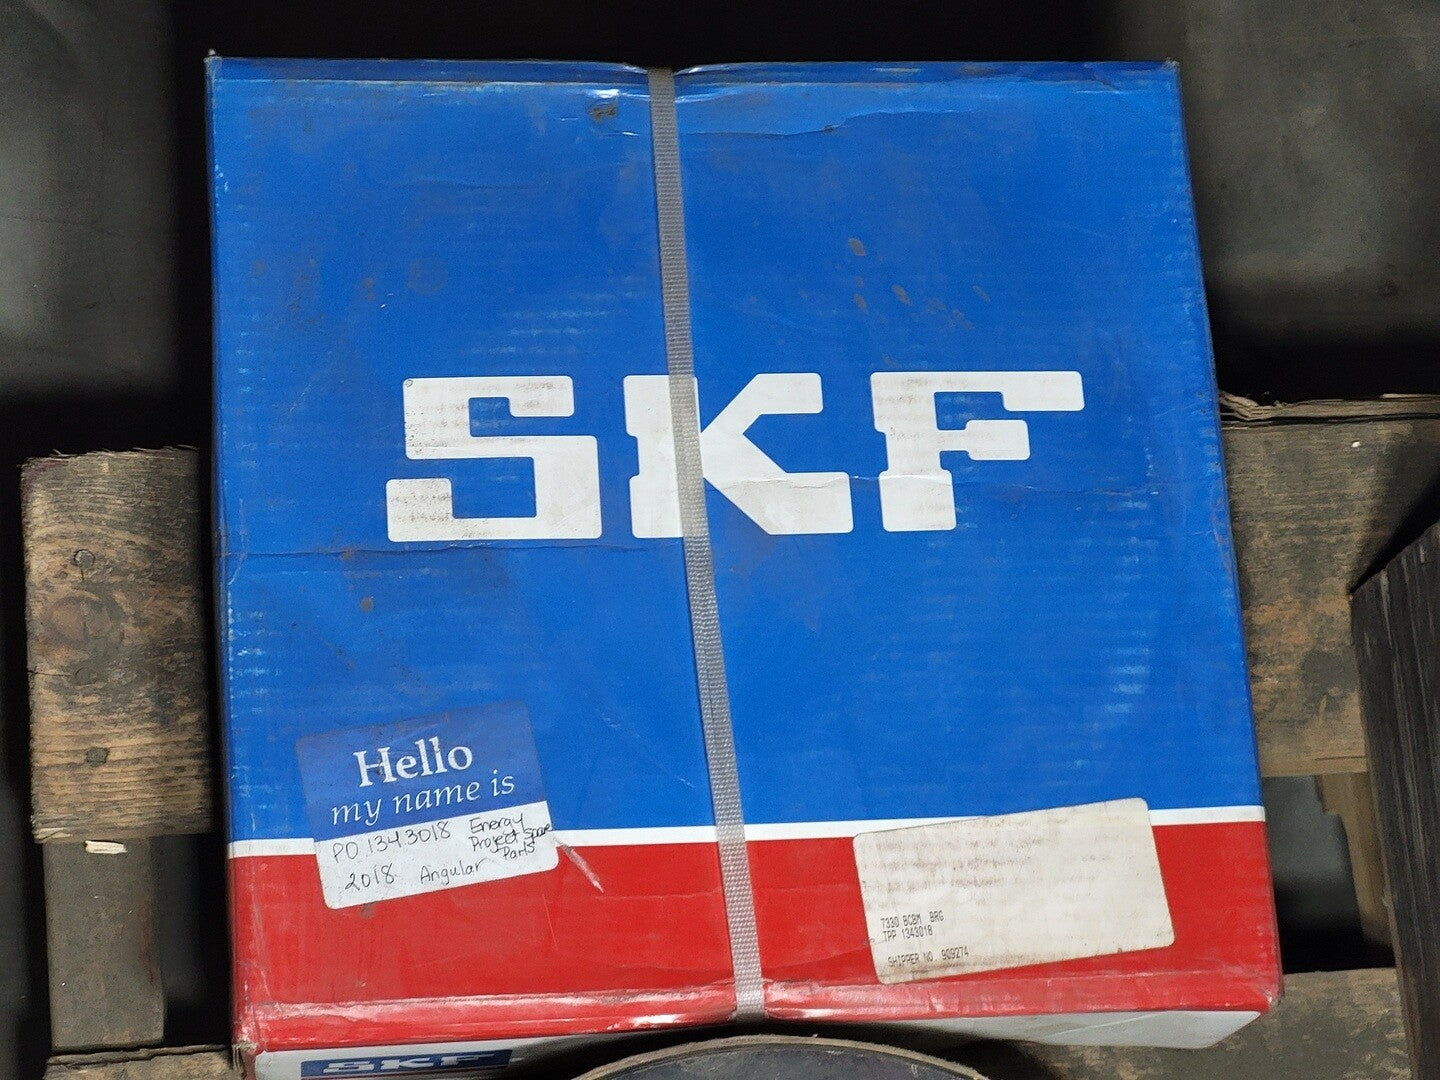 SKF
Hello
my name is
PO.1343018 Energy
Project Spare
2018 Angular Parts
7330 BCBM BRG
TPP 1343018
SHIPPER NO. 909274
SKF